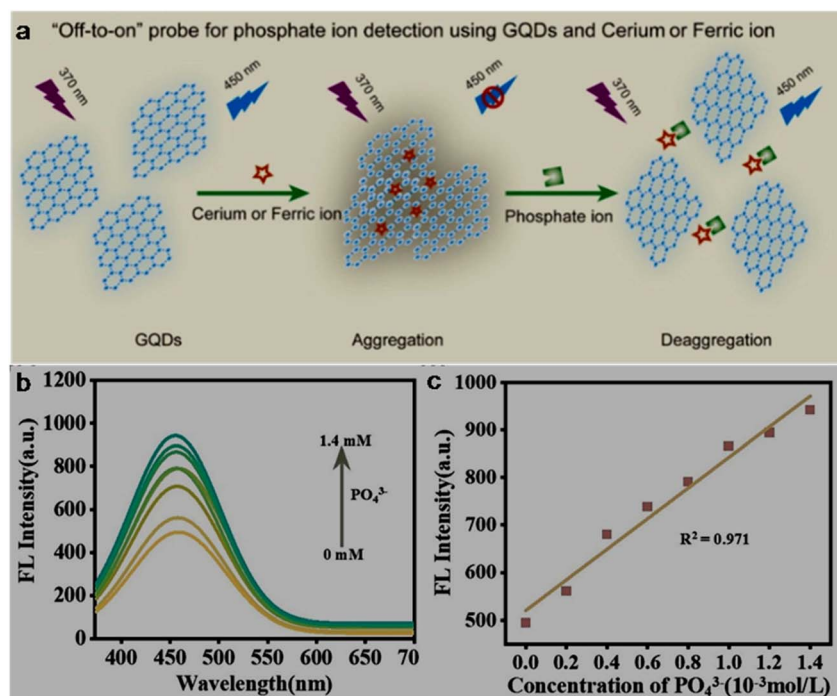 a
"Off-to-on" probe for phosphate ion detection using GQDs and Cerium or Ferric ion
370 nm
450 nm
370 nm
450 nm
370 nm
450 nm
Cerium or Ferric ion
Phosphate ion
GQDs
Aggregation
Deaggregation
b
1200
1000
800
600
400
200
0
FL Intensity(a.u.)
1.4 mM
PO₄³⁻
0 mM
400
450
500
550
600
650
70
Wavelength(nm)
c
1000
900
800
700
600
500
FL Intensity(a.u.)
R² = 0.971
0.0
0.2
0.4
0.6
0.8
1.0
1.2
1.4
Concentration of PO₄³⁻(10⁻³mol/L)